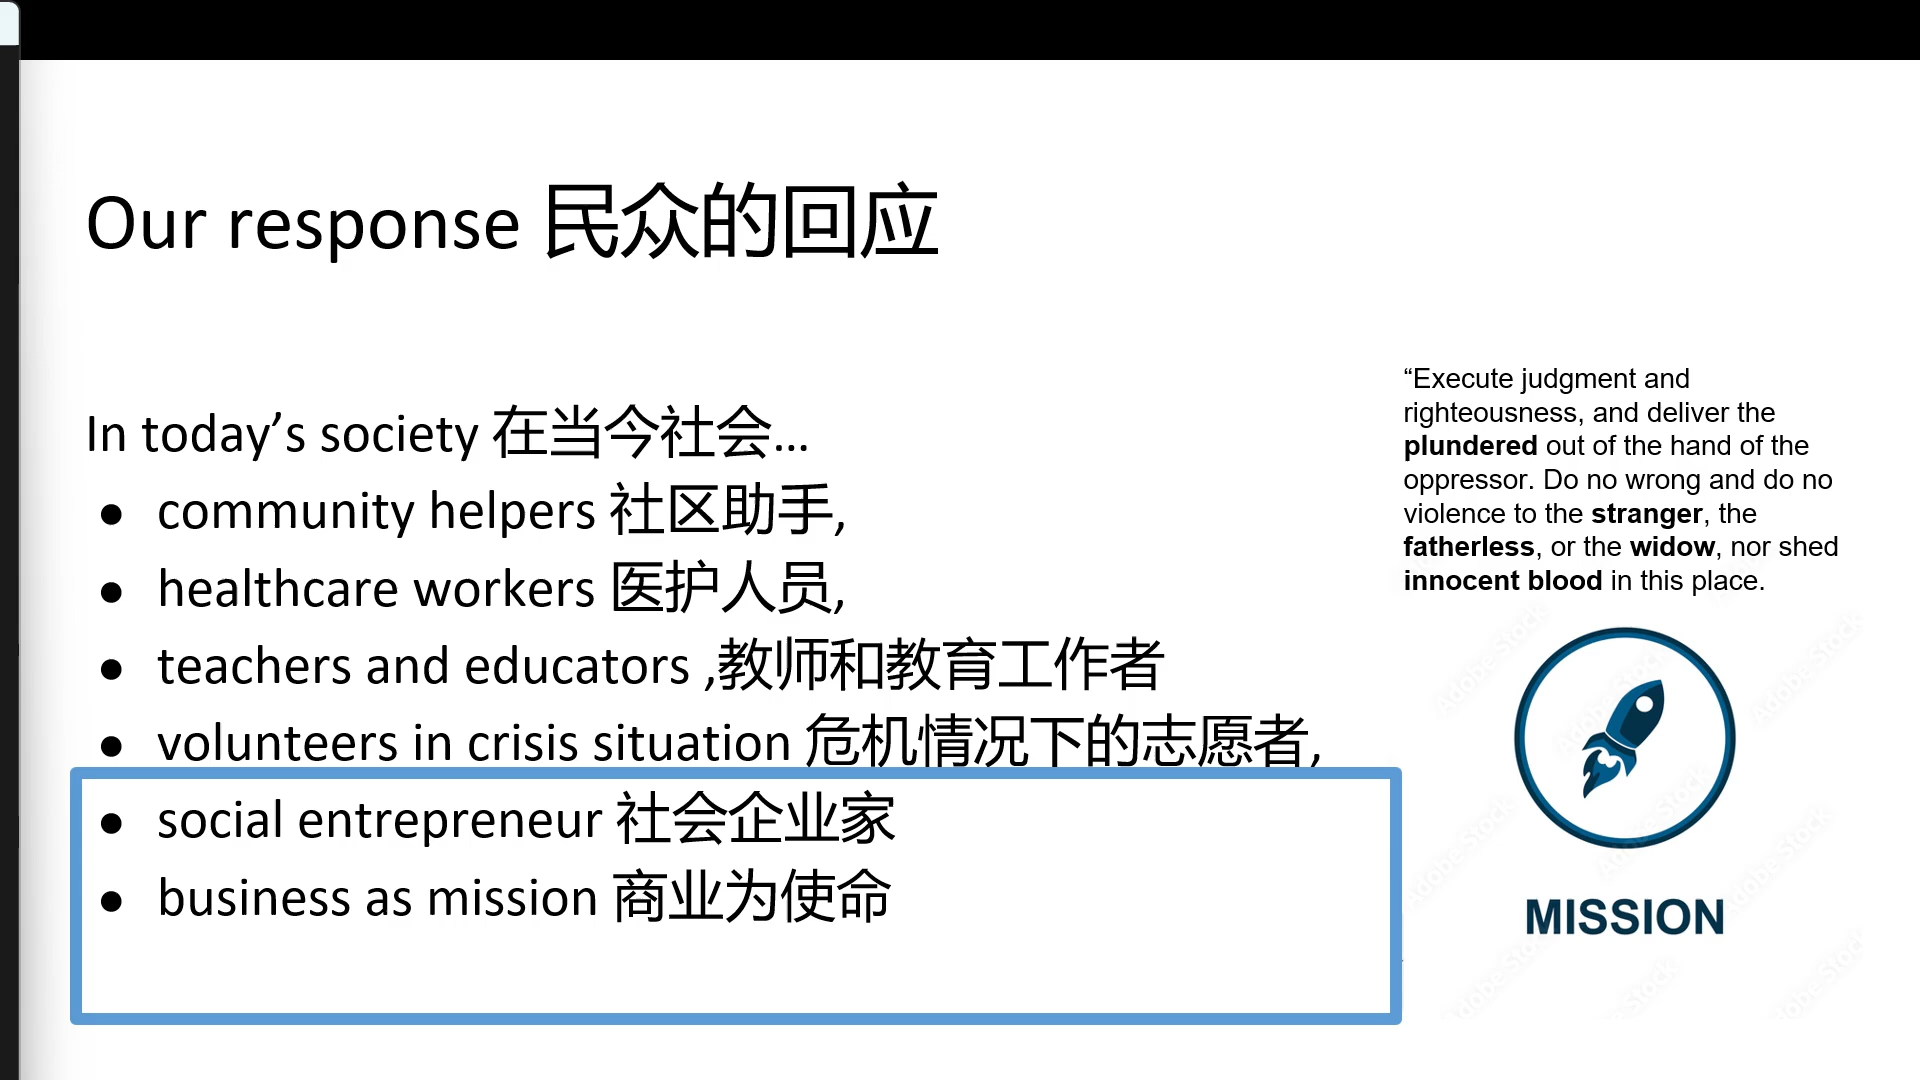 Our response 民众的回应
In today’s society 在当今社会...
● community helpers 社区助手,
● healthcare workers 医护人员,
● teachers and educators ,教师和教育工作者
● volunteers in crisis situation 危机情况下的志愿者,
● social entrepreneur 社会企业家
● business as mission 商业为使命
“Execute judgment and
righteousness, and deliver the
plundered out of the hand of the
oppressor. Do no wrong and do no
violence to the stranger, the
fatherless, or the widow, nor shed
innocent blood in this place.
Adobe Stock
MISSION